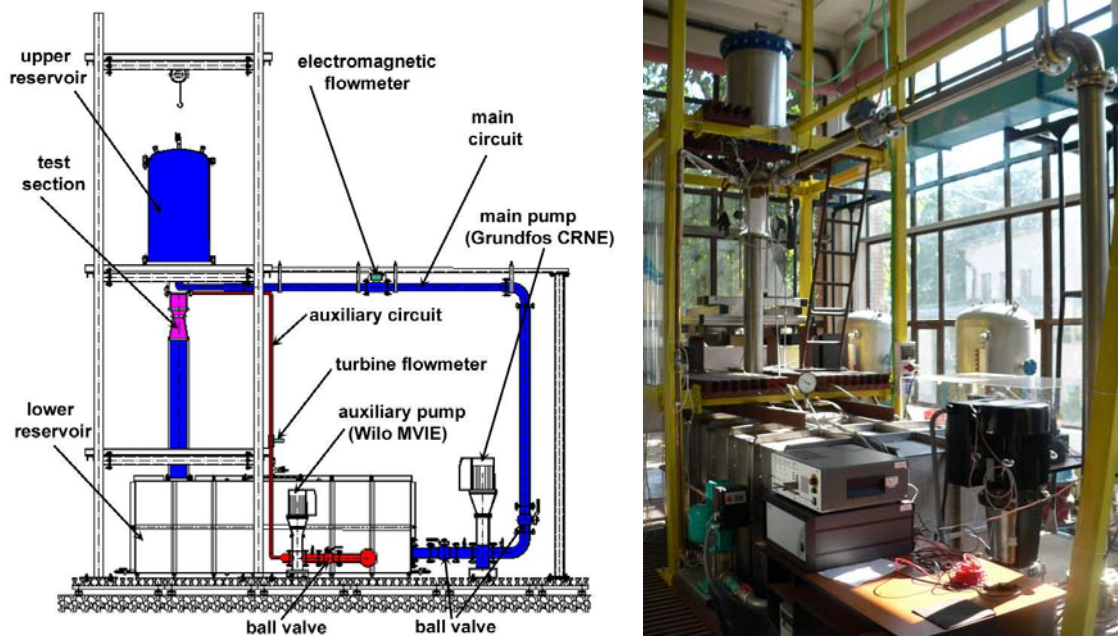 upper
reservoir
electromagnetic
flowmeter
main
circuit
test
section
main pump
(Grundfos CRNE)
auxiliary circuit
turbine flowmeter
auxiliary pump
(Wilo MVIE)
lower
reservoir
ball valve
ball valve